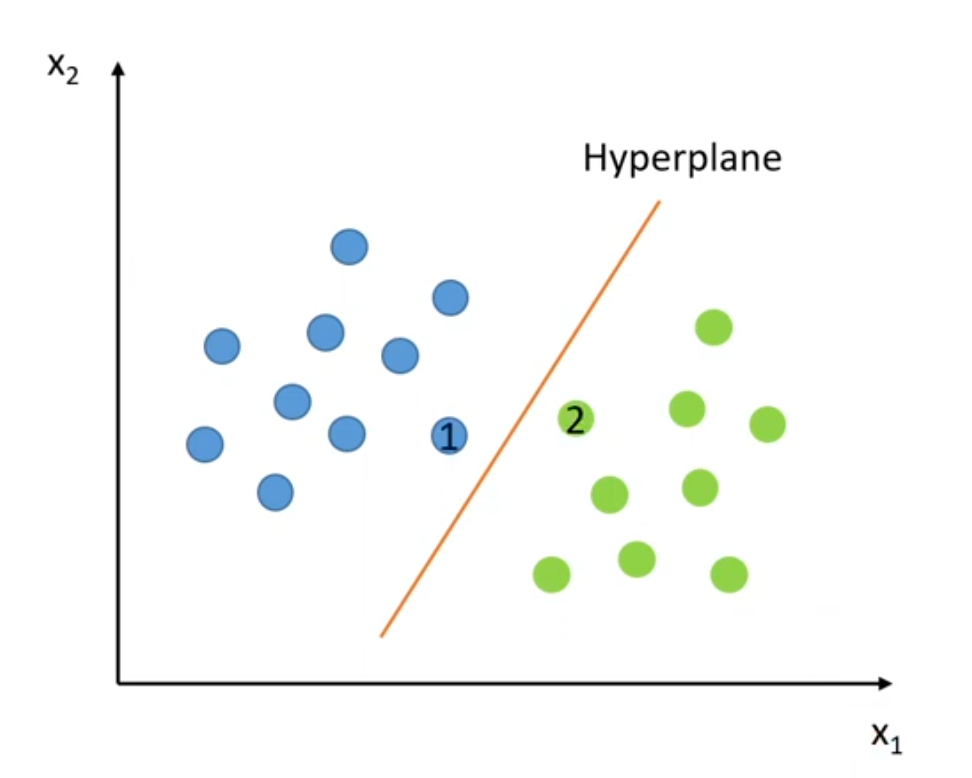 x₂
Hyperplane
1
2
x₁